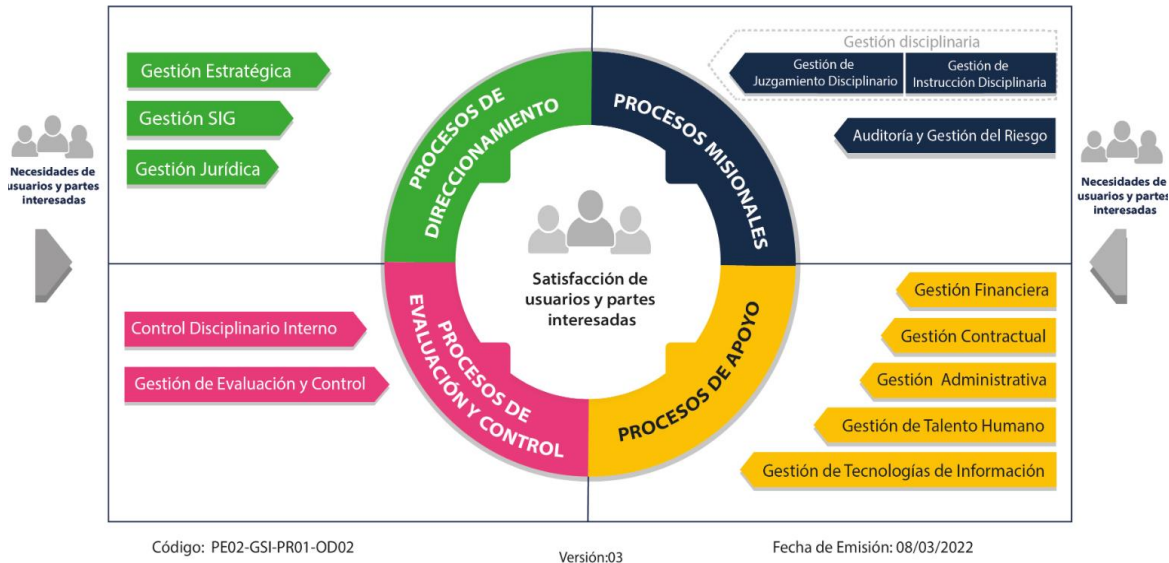 Gestión Estratégica
Gestión SIG
Gestión Jurídica
Necesidades de
usuarios y partes
interesadas
PROCESOS DE
DIRECCIONAMIENTO
PROCESOS MISIONALES
Gestión disciplinaria
Gestión de
Juzgamiento Disciplinario
Gestión de
Instrucción Disciplinaria
Auditoría y Gestión del Riesgo
Necesidades de
usuarios y partes
interesadas
Satisfacción de
usuarios y partes
interesadas
Control Disciplinario Interno
Gestión de Evaluación y Control
PROCESOS DE
EVALUACIÓN Y CONTROL
PROCESOS DE APOYO
Gestión Financiera
Gestión Contractual
Gestión Administrativa
Gestión de Talento Humano
Gestión de Tecnologías de Información
Código: PE02-GSI-PR01-OD02
Versión:03
Fecha de Emisión: 08/03/2022